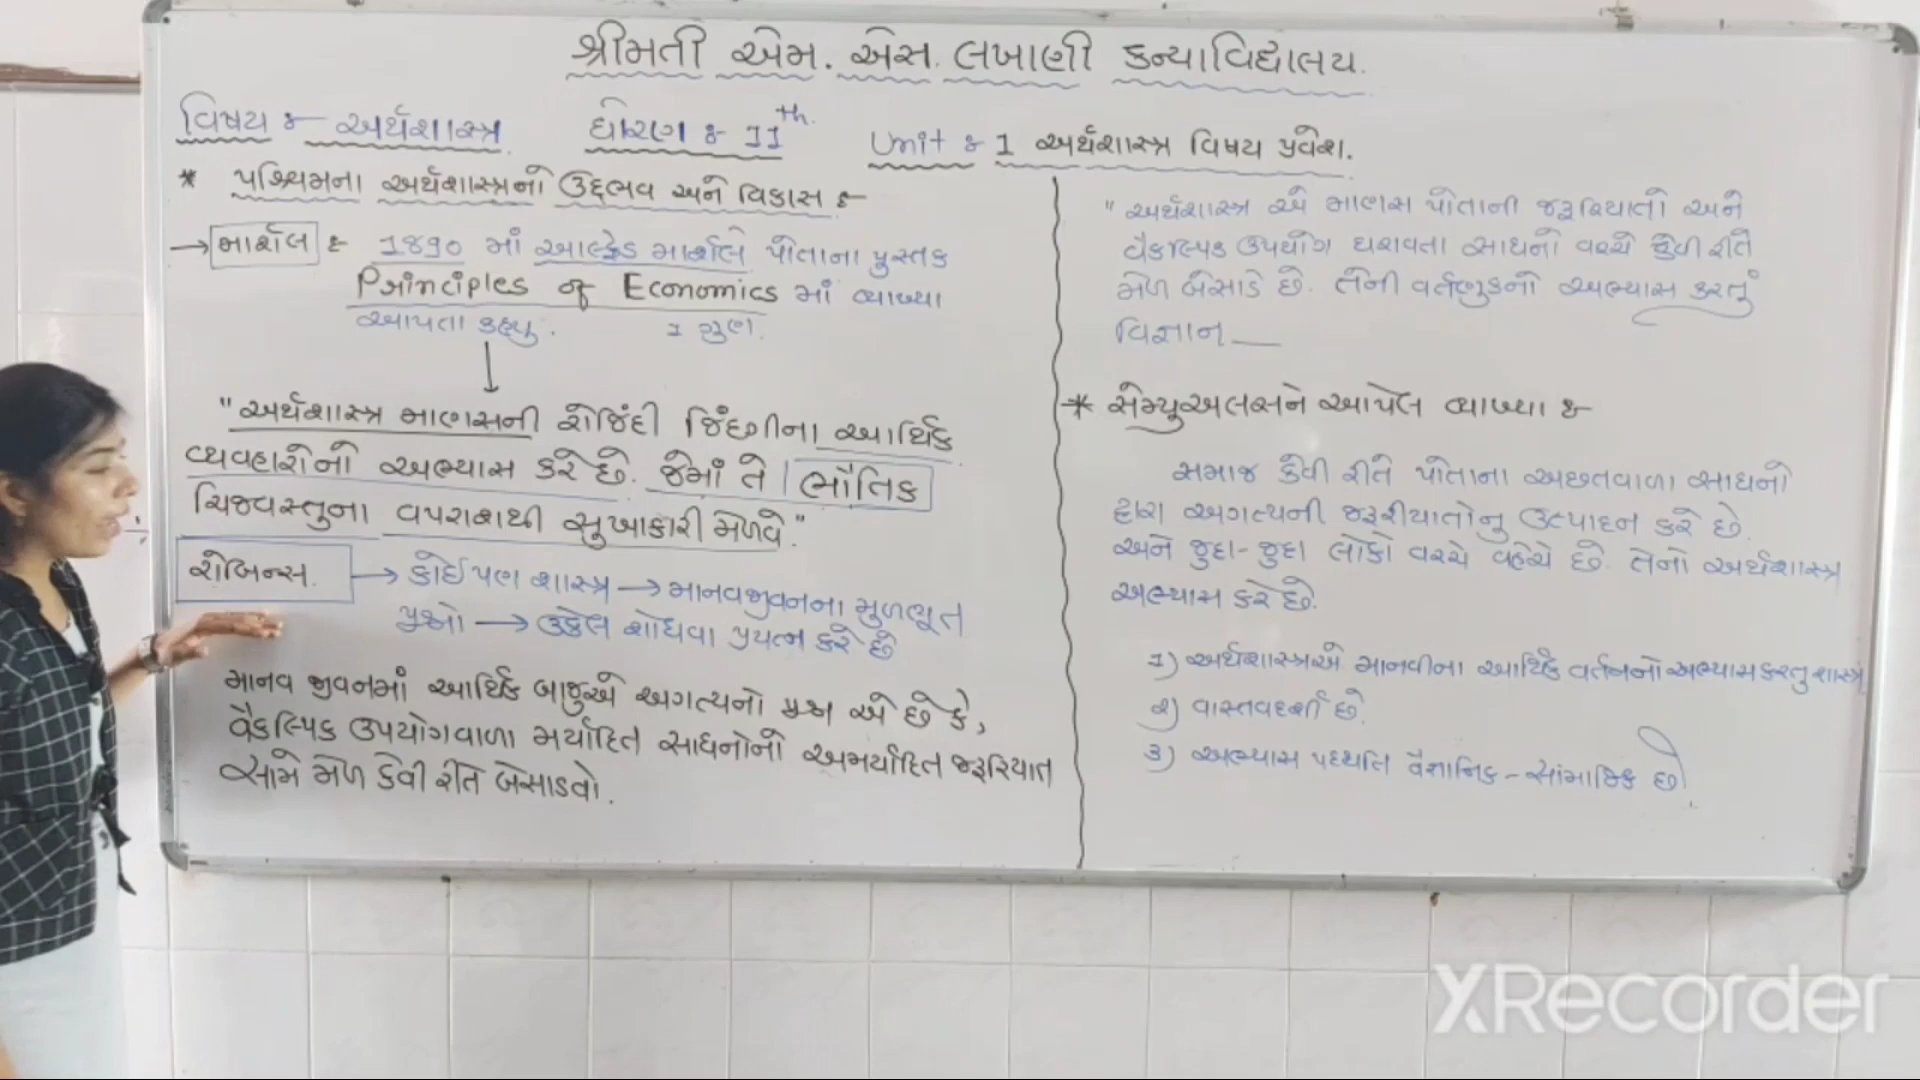 શ્રીમતી એમ. એસ. લખાણી કન્યાવિદ્યાલય.
વિષય :- અર્થશાસ્ત્ર ધોરણ :- 11th. Unit :- 1 અર્થશાસ્ત્ર વિષય પ્રવેશ.
* પશ્ચિમના અર્થશાસ્ત્રનો ઉદ્દભવ અને વિકાસ :-
→ માર્શલ :- 1890 માં આલ્ફ્રેડ માર્શલે પોતાના પુસ્તક
Principles of Economics માં વ્યાખ્યા
આપતા કહ્યુ. 1 ગુણ.
↓
"અર્થશાસ્ત્ર માણસની રોજિંદી જિંદગીના આર્થિક
વ્યવહારોનો અભ્યાસ કરે છે. જેમાં તે ભૌતિક
ચિજવસ્તુના વપરાશથી સુખાકારી મેળવે."
રોબિન્સ. → કોઈપણ શાસ્ત્ર → માનવજીવનના મુળભૂત
પ્રશ્નો → ઉકેલ શોધવા પ્રયત્ન કરે છે
માનવ જીવનમાં આર્થિક બાજુએ અગત્યનો પ્રશ્ન એ છે કે,
વૈકલ્પિક ઉપયોગવાળા મર્યાદિત સાધનોનો અમર્યાદિત જરૂરિયાત
સામે મેળ કેવી રીતે બેસાડવો.
"અર્થશાસ્ત્ર એ માણસ પોતાની જરૂરિયાતો અને
વૈકલ્પિક ઉપયોગ ધરાવતા સાધનો વચ્ચે કેવી રીતે
મેળ બેસાડે છે. તેની વર્તણુકનો અભ્યાસ કરતું
વિજ્ઞાન —
* સેમ્યુઅલસને આપેલ વ્યાખ્યા :-
સમાજ કેવી રીતે પોતાના અછતવાળા સાધનો
દ્વારા અગત્યની જરૂરીયાતોનુ ઉત્પાદન કરે છે.
અને જુદા-જુદા લોકો વચ્ચે વહેંચે છે. તેનો અર્થશાસ્ત્ર
અભ્યાસ કરે છે.
1) અર્થશાસ્ત્રએ માનવીના આર્થિક વર્તનનો અભ્યાસ કરતુ શાસ્ત્ર
૨) વાસ્તવદર્શી છે.
૩) અભ્યાસ પદ્ધતિ વૈજ્ઞાનિક - સામાજિક છે.
XRecorder